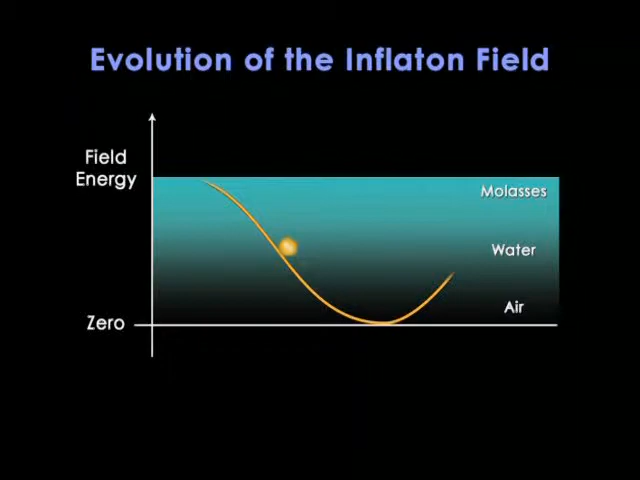 Evolution of the Inflaton Field
Field
Energy
Molasses
Water
Air
Zero